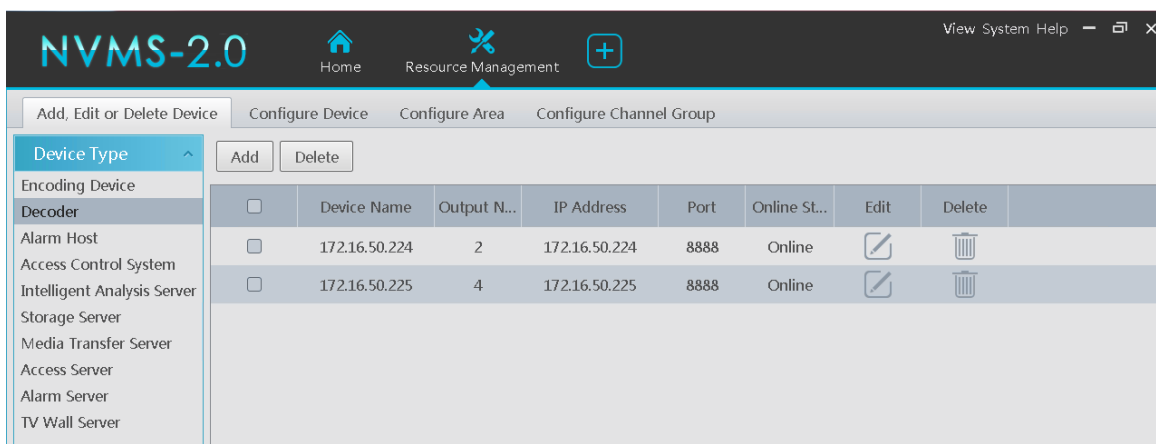 NVMS-2.0
Home
Resource Management
View System Help
Add, Edit or Delete Device
Configure Device
Configure Area
Configure Channel Group
Device Type
Encoding Device
Decoder
Alarm Host
Access Control System
Intelligent Analysis Server
Storage Server
Media Transfer Server
Access Server
Alarm Server
TV Wall Server
Add
Delete
Device Name Output N... IP Address Port Online St... Edit Delete
172.16.50.224 2 172.16.50.224 8888 Online
172.16.50.225 4 172.16.50.225 8888 Online